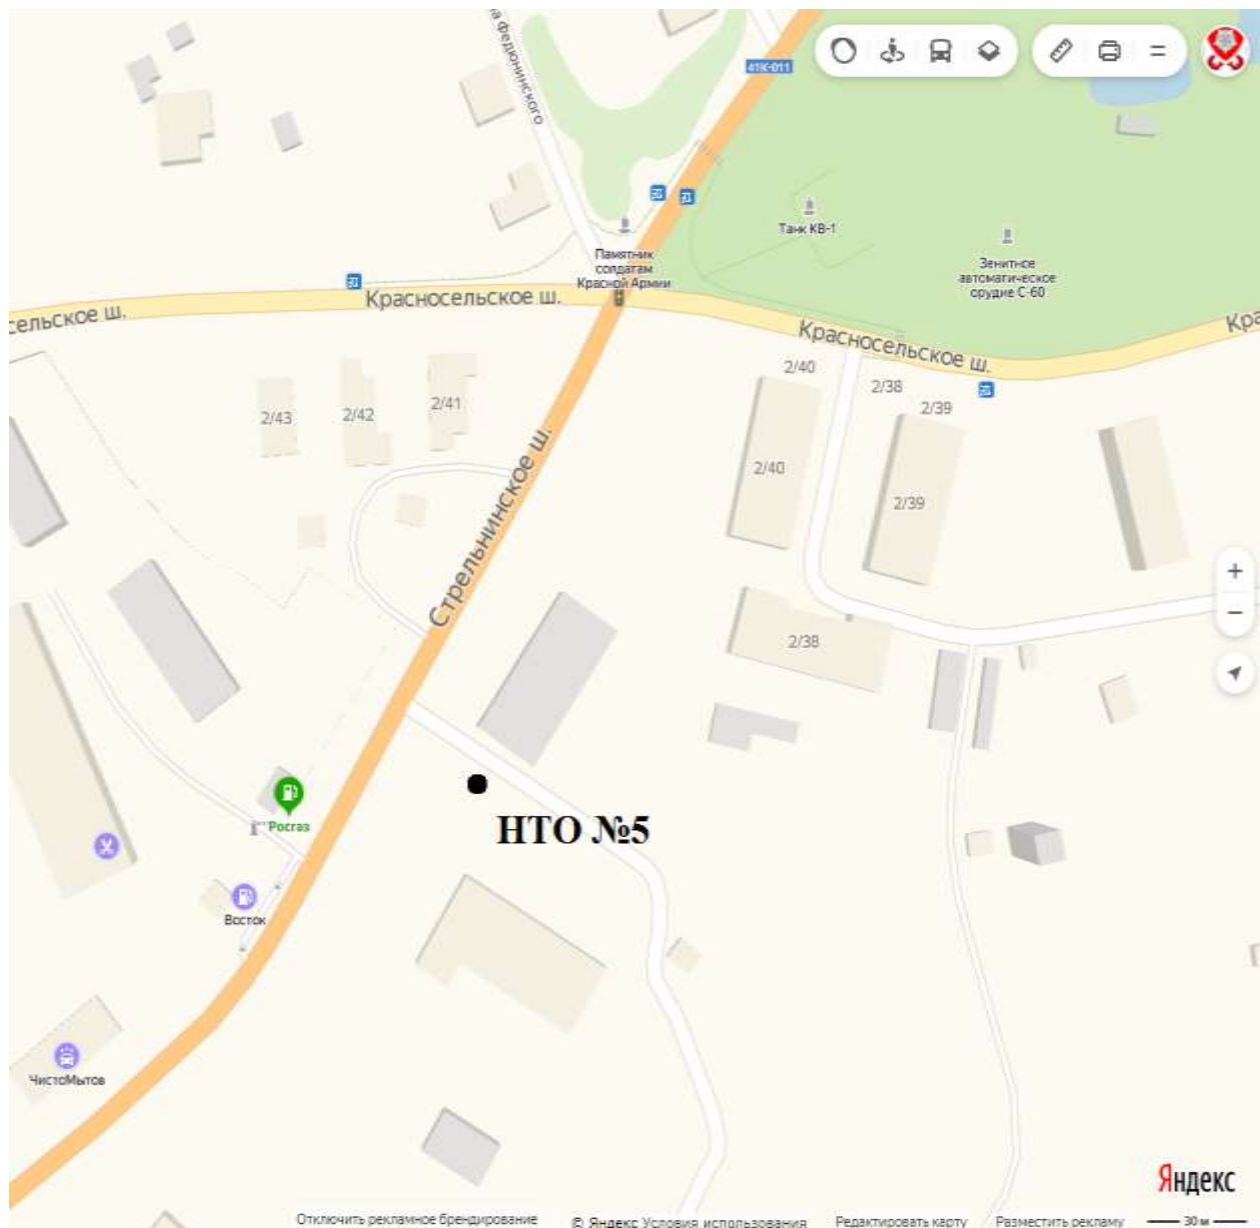 на Федюнинского
41К-011
Танк КВ-1
Памятник
солдатам
Красной Армии
Зенитное
автоматическое
орудие С-60
Красносельское ш.
сельское ш.
Красносельское ш.
Кра
2/40
2/38
2/39
2/43
2/42
2/41
2/40
2/39
Стрельнинское ш.
2/38
Росгаз
НТО №5
Восток
ЧистоМытов
Яндекс
Отключить рекламное брендирование
© Яндекс Условия использования
Редактировать карту
Разместить рекламу
30 м